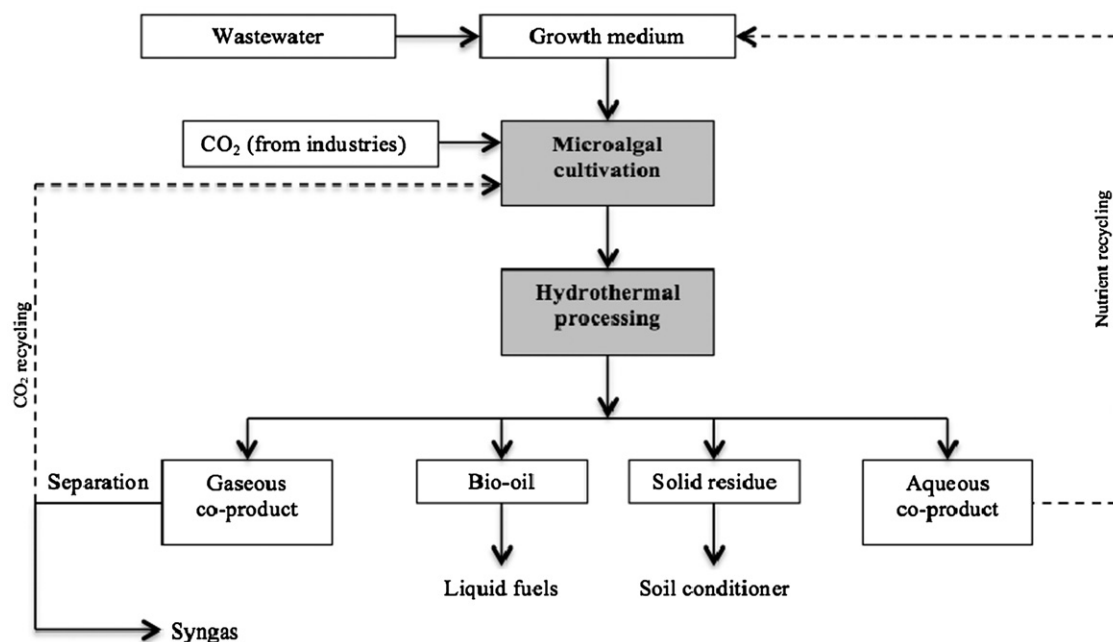 Wastewater
Growth medium
CO₂ (from industries)
Microalgal
cultivation
Hydrothermal
processing
CO₂ recycling
Nutrient recycling
Separation
Gaseous
co-product
Bio-oil
Solid residue
Aqueous
co-product
Liquid fuels
Soil conditioner
Syngas